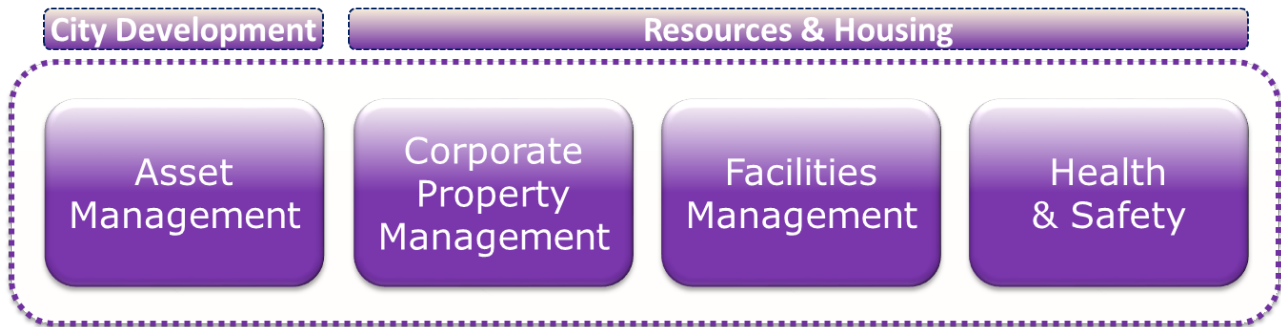 City Development
Resources & Housing
Asset
Management
Corporate
Property
Management
Facilities
Management
Health
& Safety